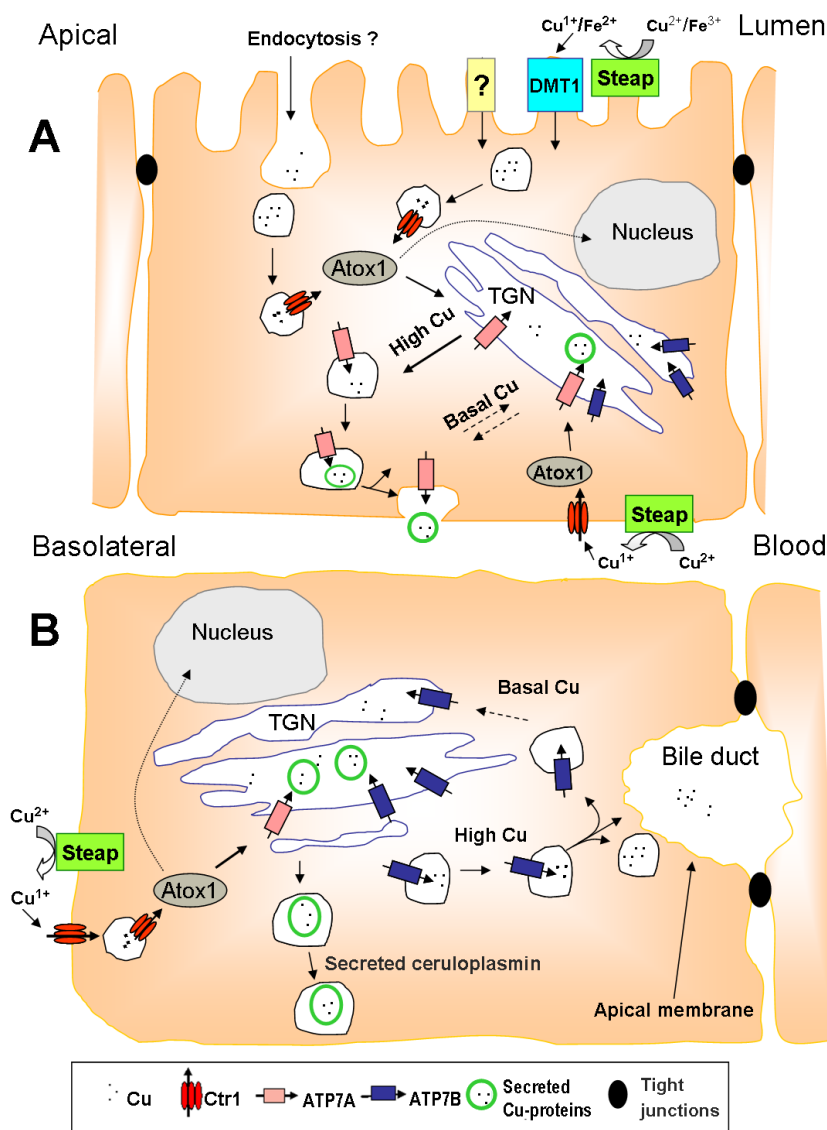 Apical
Endocytosis ?
Cu1+/Fe2+
Cu2+/Fe3+
Lumen
?
DMT1
Steap
A
Nucleus
Atox1
TGN
High Cu
Basal Cu
Atox1
Steap
Cu1+
Cu2+
Basolateral
Blood
B
Nucleus
Basal Cu
TGN
Bile duct
Cu2+
Steap
High Cu
Cu1+
Atox1
Secreted ceruloplasmin
Apical membrane
Cu
Ctr1
ATP7A
ATP7B
Secreted
Cu-proteins
Tight
junctions